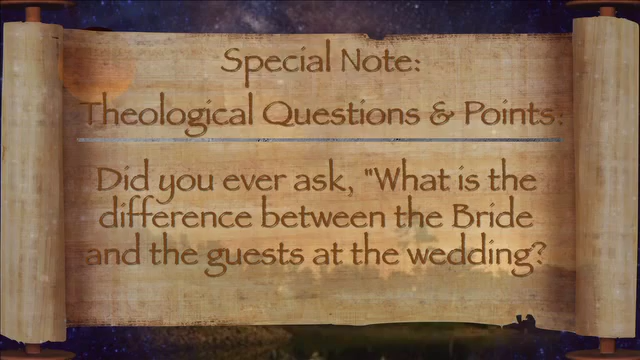 Special Note:
Theological Questions & Points:
Did you ever ask, "What is the
difference between the Bride
and the guests at the wedding?